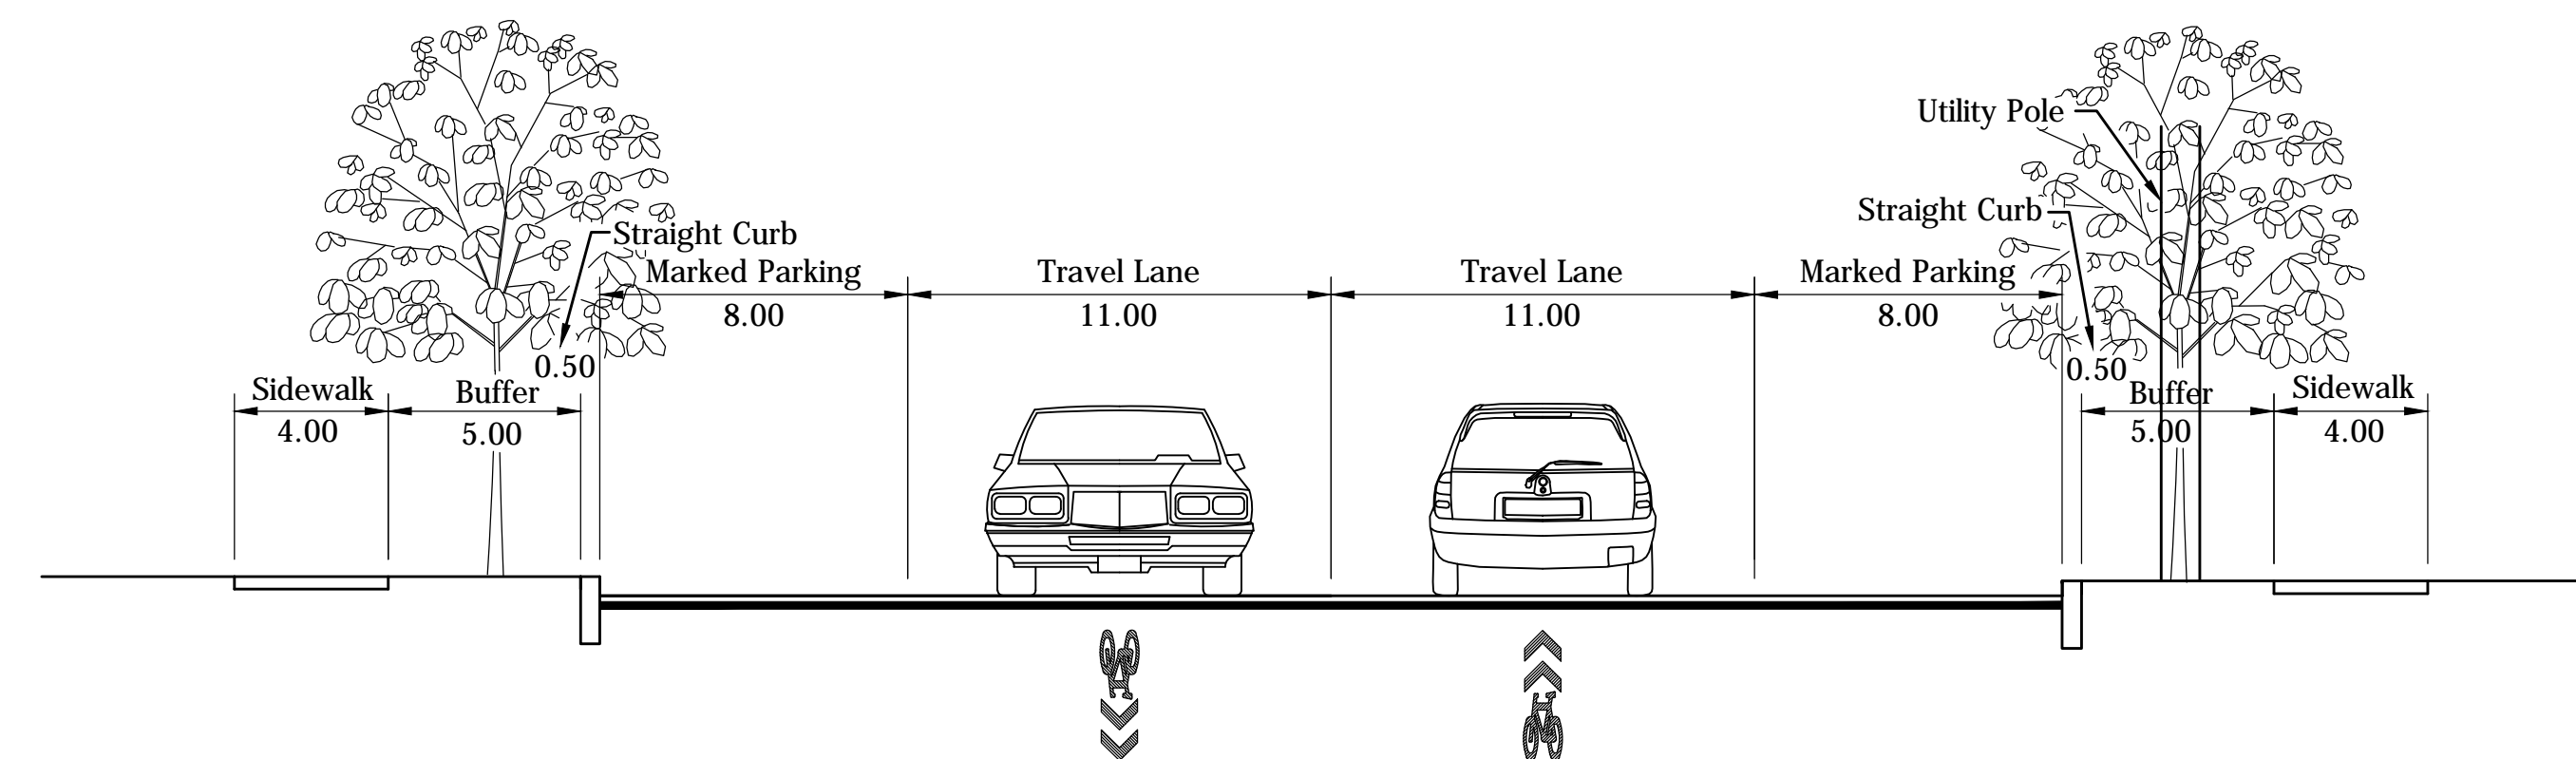 Utility Pole
Straight Curb
Straight Curb
Marked Parking
Travel Lane
Travel Lane
Marked Parking
8.00
11.00
11.00
8.00
0.50
0.50
Sidewalk
Buffer
Buffer
Sidewalk
4.00
5.00
5.00
4.00